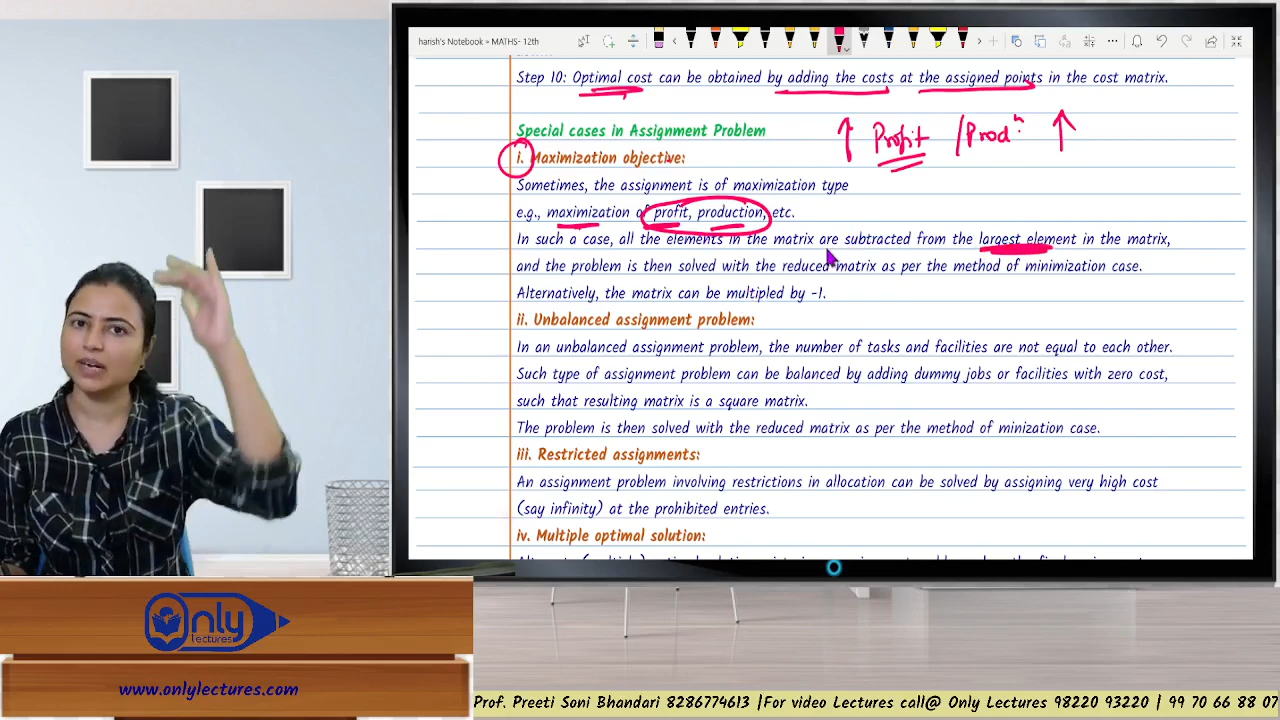 harish's Notebook » MATHS- 12th
Step 10: Optimal cost can be obtained by adding the costs at the assigned points in the cost matrix.
Special cases in Assignment Problem
↑ Profit /Prodⁿ ↑
i. Maximization objective:
Sometimes, the assignment is of maximization type
e.g., maximization of profit, production, etc.
In such a case, all the elements in the matrix are subtracted from the largest element in the matrix,
and the problem is then solved with the reduced matrix as per the method of minimization case.
Alternatively, the matrix can be multipled by -1.
ii. Unbalanced assignment problem:
In an unbalanced assignment problem, the number of tasks and facilities are not equal to each other.
Such type of assignment problem can be balanced by adding dummy jobs or facilities with zero cost,
such that resulting matrix is a square matrix.
The problem is then solved with the reduced matrix as per the method of minization case.
iii. Restricted assignments:
An assignment problem involving restrictions in allocation can be solved by assigning very high cost
(say infinity) at the prohibited entries.
iv. Multiple optimal solution:
Only
lectures
www.onlylectures.com
Prof. Preeti Soni Bhandari 8286774613 |For video Lectures call@ Only Lectures 98220 93220 | 99 70 66 88 07